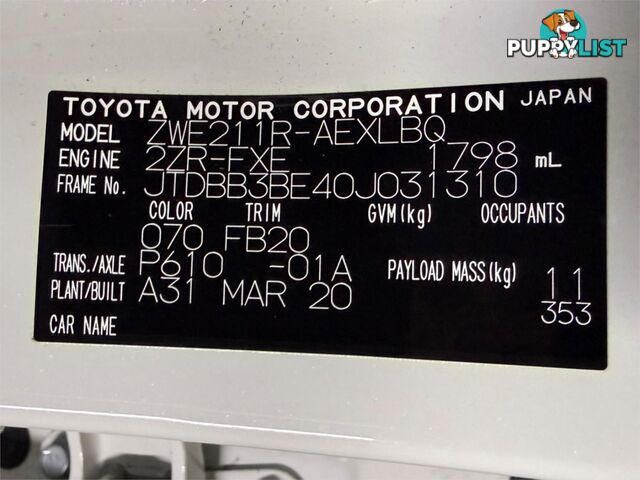 PUPPYLIST
TOYOTA MOTOR CORPORATION JAPAN
MODEL ZWE211R-AEXLBQ
ENGINE 2ZR-FXE 1798 mL
FRAME No. JTDBB3BE40J031310
COLOR TRIM GVM(kg) OCCUPANTS
070 FB20
TRANS./AXLE P610 -01A PAYLOAD MASS(kg) 11
PLANT/BUILT A31 MAR 20 353
CAR NAME